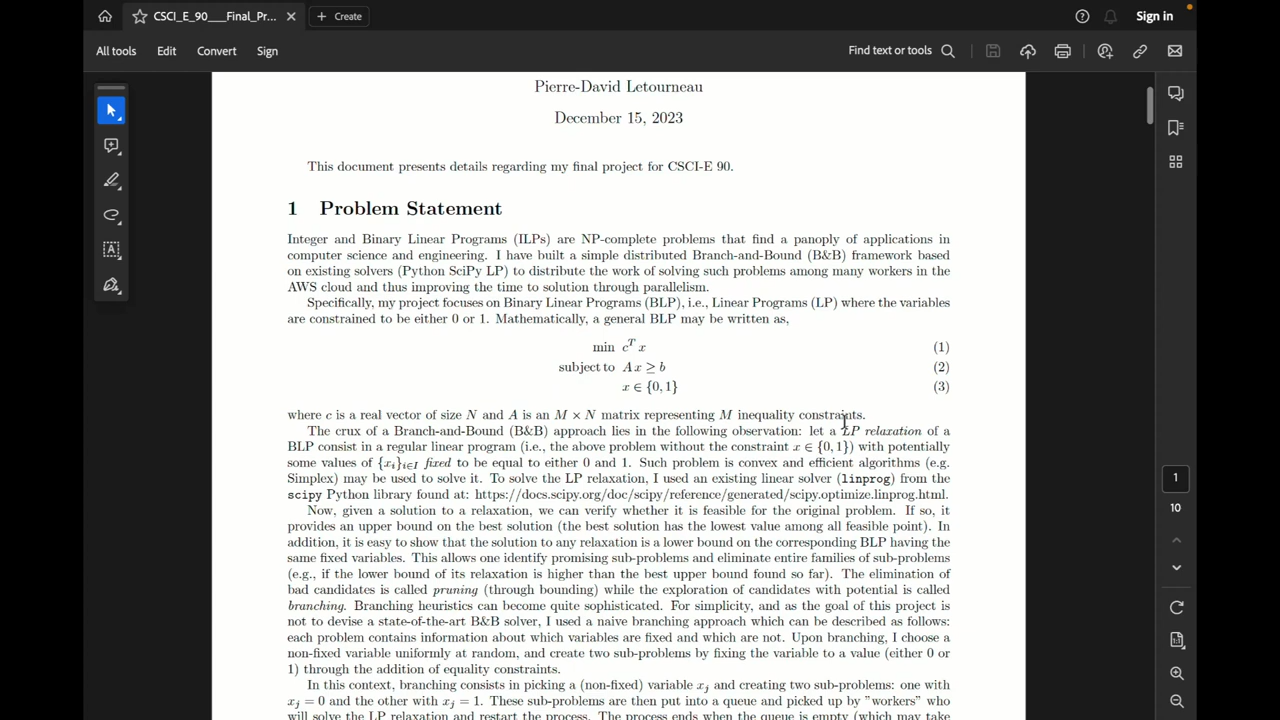 CSCI_E_90___Final_Pr...
Create
Sign in
All tools
Edit
Convert
Sign
Find text or tools
Pierre-David Letourneau
December 15, 2023
This document presents details regarding my final project for CSCI-E 90.
1 Problem Statement
Integer and Binary Linear Programs (ILPs) are NP-complete problems that find a panoply of applications in
computer science and engineering. I have built a simple distributed Branch-and-Bound (B&B) framework based
on existing solvers (Python SciPy LP) to distribute the work of solving such problems among many workers in the
AWS cloud and thus improving the time to solution through parallelism.
Specifically, my project focuses on Binary Linear Programs (BLP), i.e., Linear Programs (LP) where the variables
are constrained to be either 0 or 1. Mathematically, a general BLP may be written as,
min c^T x (1)
subject to A x ≥ b (2)
x ∈ {0, 1} (3)
where c is a real vector of size N and A is an M × N matrix representing M inequality constraints.
The crux of a Branch-and-Bound (B&B) approach lies in the following observation: let a LP relaxation of a
BLP consist in a regular linear program (i.e., the above problem without the constraint x ∈ {0, 1}) with potentially
some values of {x_i}_{i∈I} fixed to be equal to either 0 and 1. Such problem is convex and efficient algorithms (e.g.
Simplex) may be used to solve it. To solve the LP relaxation, I used an existing linear solver (linprog) from the
scipy Python library found at: https://docs.scipy.org/doc/scipy/reference/generated/scipy.optimize.linprog.html.
Now, given a solution to a relaxation, we can verify whether it is feasible for the original problem. If so, it
provides an upper bound on the best solution (the best solution has the lowest value among all feasible point). In
addition, it is easy to show that the solution to any relaxation is a lower bound on the corresponding BLP having the
same fixed variables. This allows one identify promising sub-problems and eliminate entire families of sub-problems
(e.g., if the lower bound of its relaxation is higher than the best upper bound found so far). The elimination of
bad candidates is called pruning (through bounding) while the exploration of candidates with potential is called
branching. Branching heuristics can become quite sophisticated. For simplicity, and as the goal of this project is
not to devise a state-of-the-art B&B solver, I used a naive branching approach which can be described as follows:
each problem contains information about which variables are fixed and which are not. Upon branching, I choose a
non-fixed variable uniformly at random, and create two sub-problems by fixing the variable to a value (either 0 or
1) through the addition of equality constraints.
In this context, branching consists in picking a (non-fixed) variable x_j and creating two sub-problems: one with
x_j = 0 and the other with x_j = 1. These sub-problems are then put into a queue and picked up by "workers" who
will solve the LP relaxation and restart the process. The process ends when the queue is empty (which may take
1
10